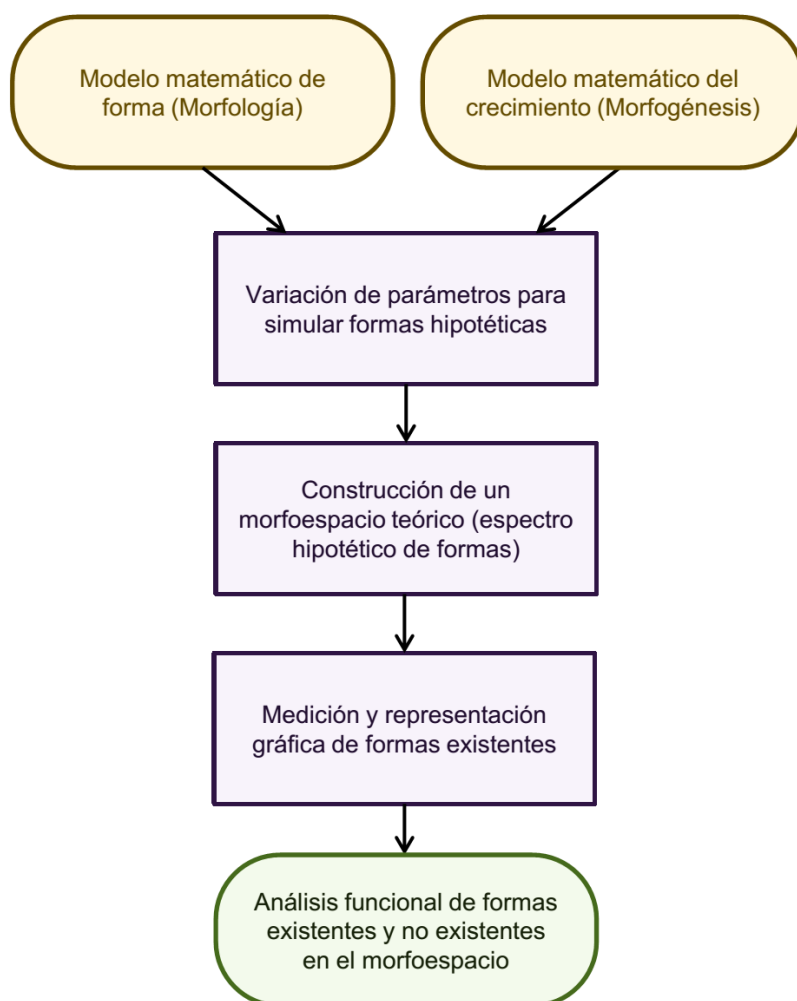 Modelo matemático de
forma (Morfología)
Modelo matemático del
crecimiento (Morfogénesis)
Variación de parámetros para
simular formas hipotéticas
Construcción de un
morfoespacio teórico (espectro
hipotético de formas)
Medición y representación
gráfica de formas existentes
Análisis funcional de formas
existentes y no existentes
en el morfoespacio